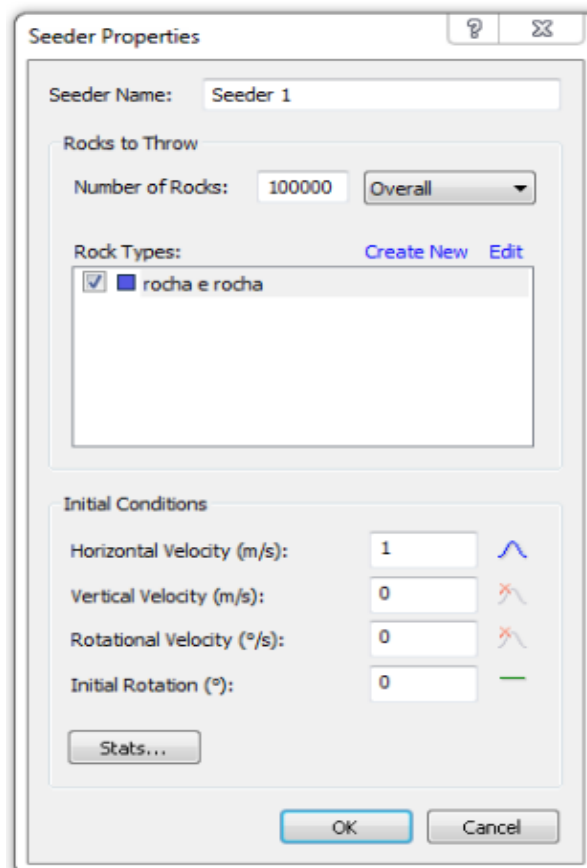 Seeder Properties
Seeder Name: Seeder 1
Rocks to Throw
Number of Rocks: 100000 Overall
Rock Types: Create New Edit
rocha e rocha
Initial Conditions
Horizontal Velocity (m/s): 1
Vertical Velocity (m/s): 0
Rotational Velocity (°/s): 0
Initial Rotation (°): 0
Stats...
OK Cancel